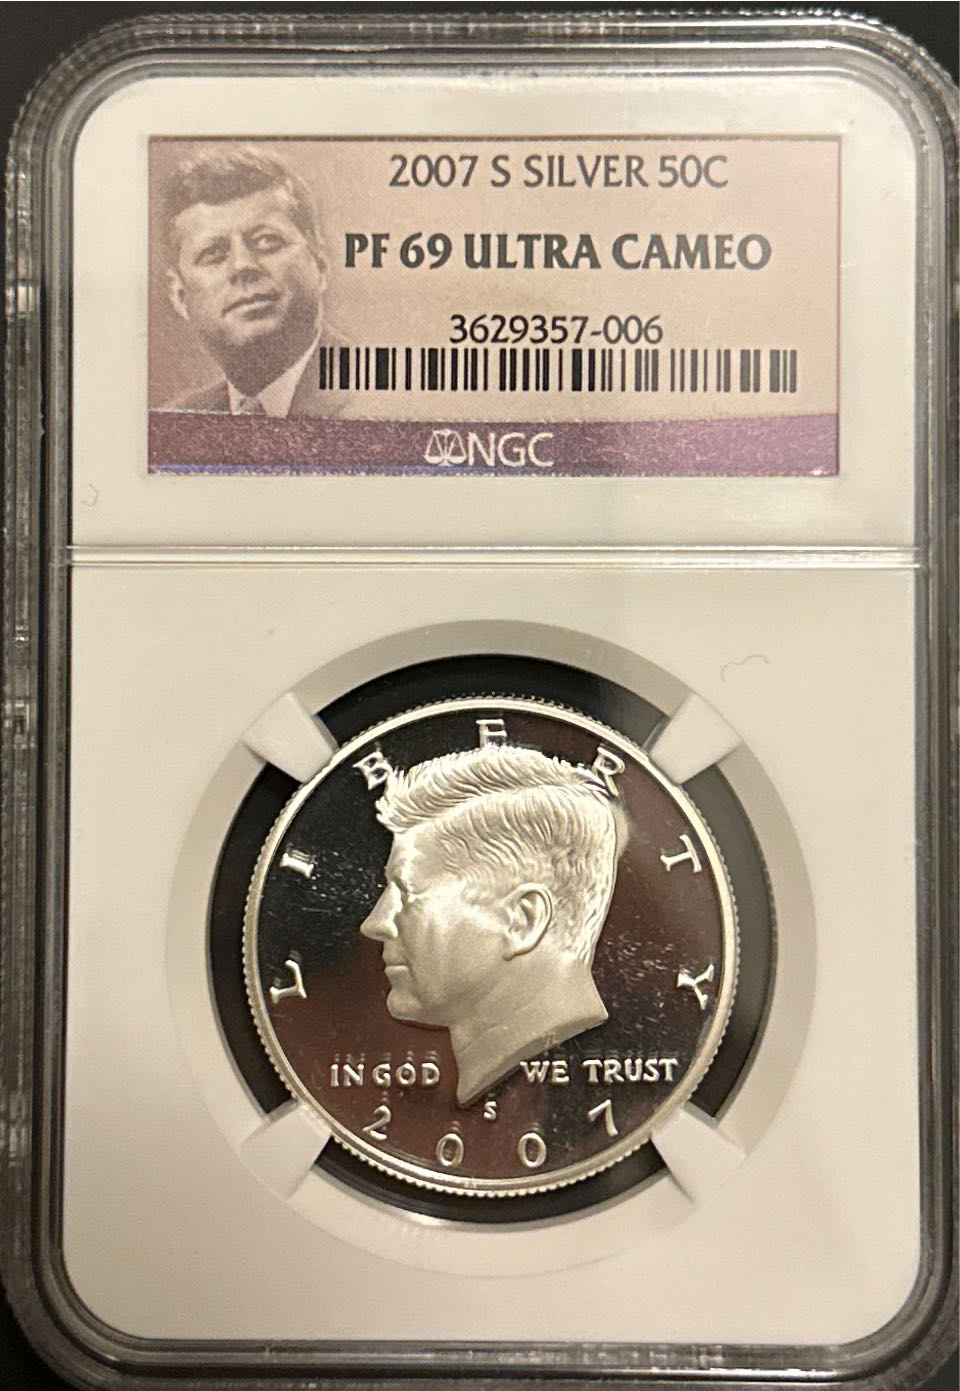 2007 S SILVER 50C
PF 69 ULTRA CAMEO
3629357-006
NGC
LIBERTY
IN GOD WE TRUST
S
2007